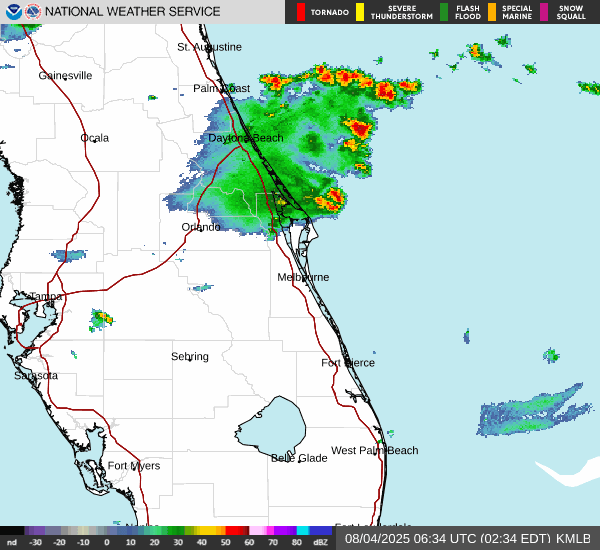 NATIONAL WEATHER SERVICE
TORNADO
SEVERE THUNDERSTORM
FLASH FLOOD
SPECIAL MARINE
SNOW SQUALL
St. Augustine
Gainesville
Palm Coast
Ocala
Daytona Beach
Orlando
Melbourne
Tampa
Sebring
Fort Pierce
Sarasota
West Palm Beach
Belle Glade
Fort Myers
Fort Lauderdale
nd -30 -20 -10 0 10 20 30 40 50 60 70 80 dBZ
08/04/2025 06:34 UTC (02:34 EDT) KMLB